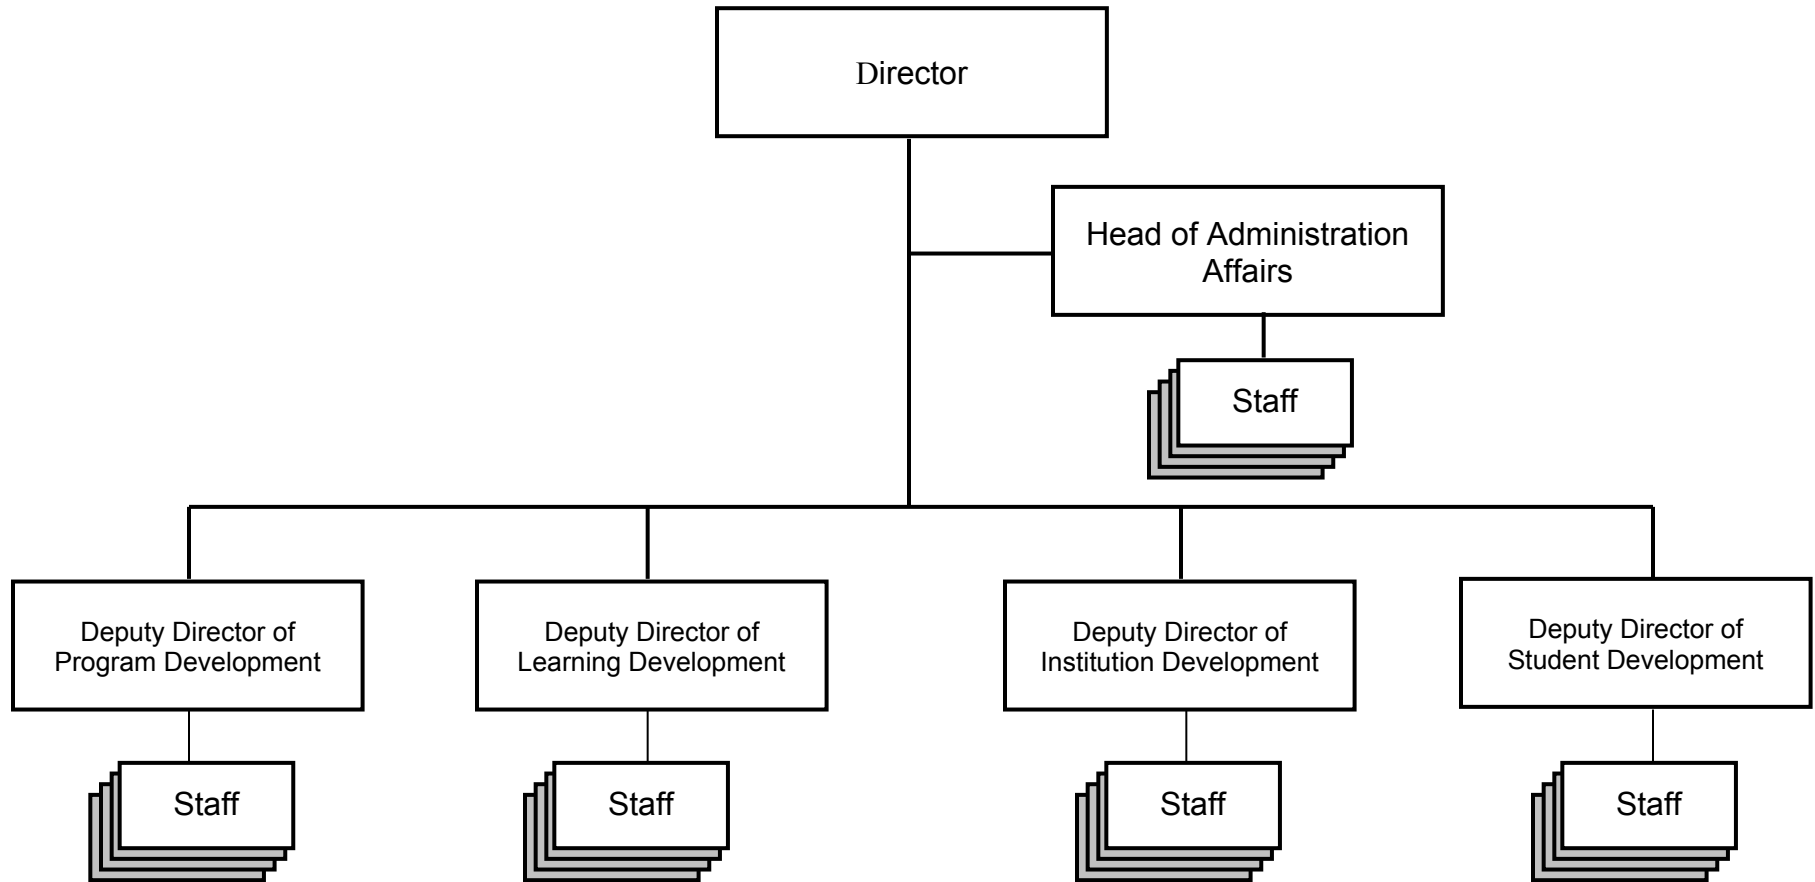 Director
Head of Administration
Affairs
Staff
Deputy Director of
Program Development
Deputy Director of
Learning Development
Deputy Director of
Institution Development
Deputy Director of
Student Development
Staff
Staff
Staff
Staff